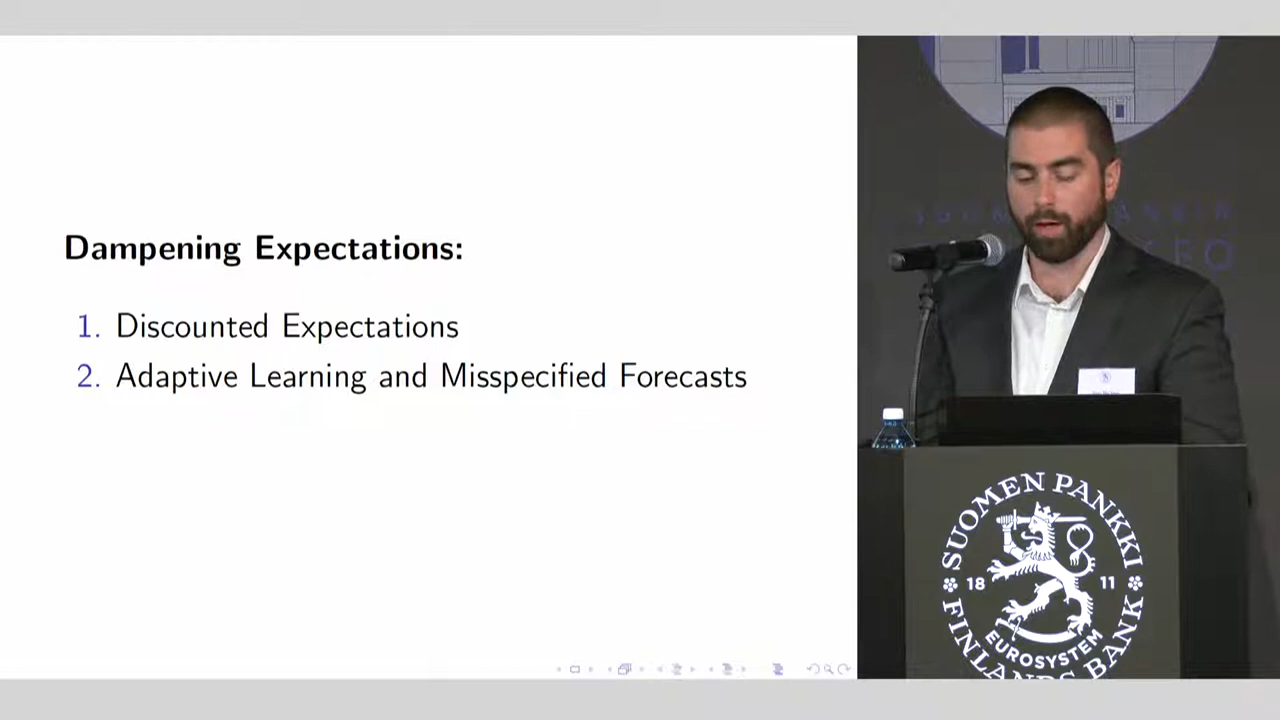 Dampening Expectations:
1. Discounted Expectations
2. Adaptive Learning and Misspecified Forecasts
SUOMEN PANKKI
18 11
EUROSYSTEM
FINLANDS BANK